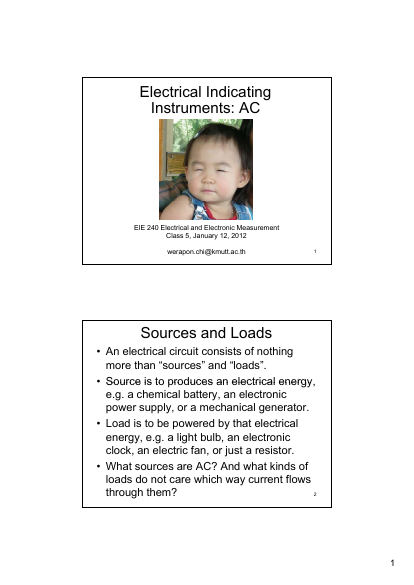 Electrical Indicating
Instruments: AC
EIE 240 Electrical and Electronic Measurement
Class 5, January 12, 2012
werapon.chi@kmutt.ac.th
1
Sources and Loads
• An electrical circuit consists of nothing
more than “sources” and “loads”.
• Source is to produces an electrical energy,
e.g. a chemical battery, an electronic
power supply, or a mechanical generator.
• Load is to be powered by that electrical
energy, e.g. a light bulb, an electronic
clock, an electric fan, or just a resistor.
• What sources are AC? And what kinds of
loads do not care which way current flows
through them?
2
1